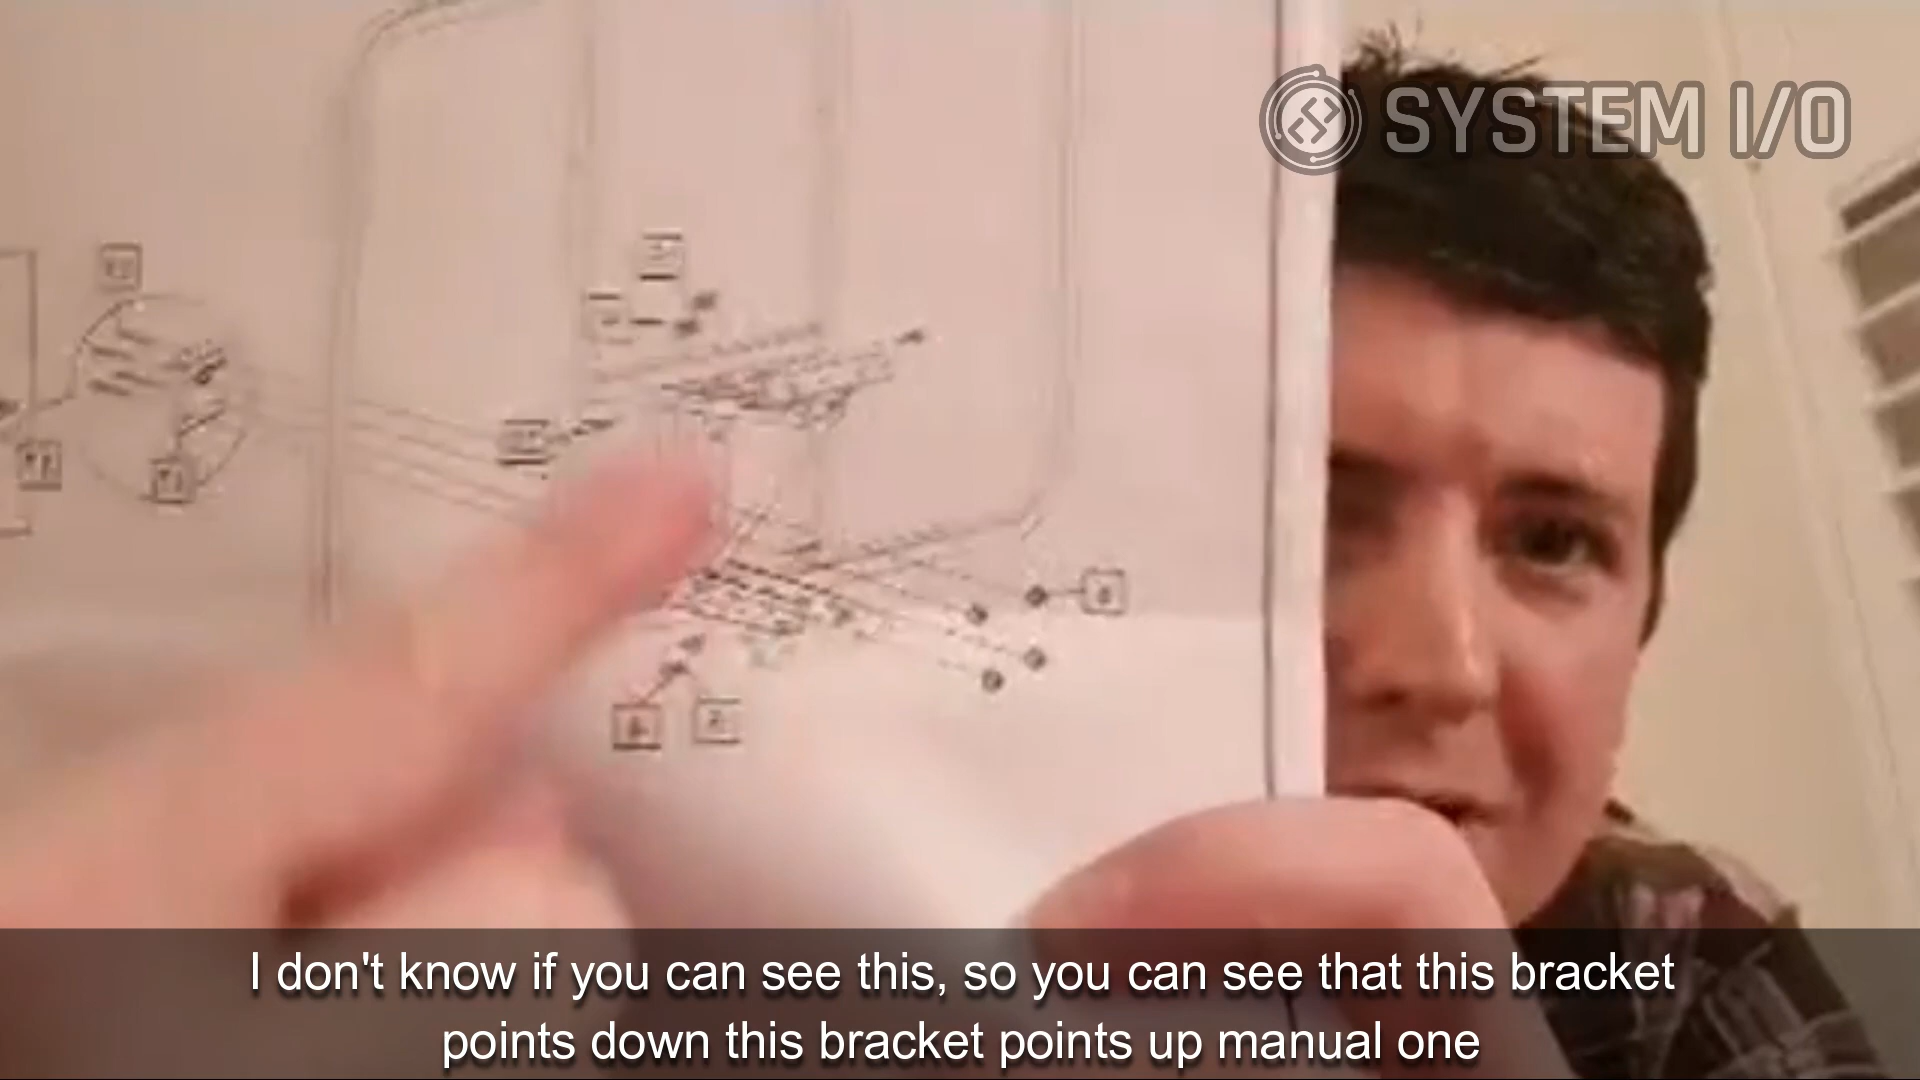 SYSTEM I/O
I don't know if you can see this, so you can see that this bracket
points down this bracket points up manual one